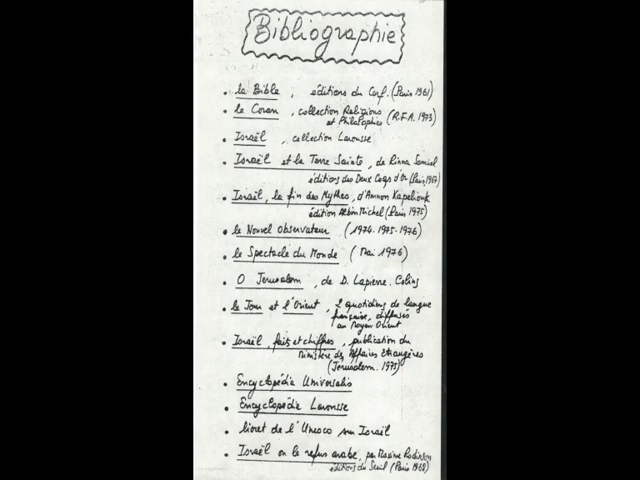 Bibliographie
• la Bible, éditions du Cerf. (Paris 1961)
• le Coran, collection Religions
et Philosophies (R.F.A. 1973)
• Israël, collection Larousse
• Israël et la Terre Sainte, de Rinna Samuel
éditions des Deux Coqs d'Or (Paris, 1967)
• Israël, la fin des Mythes, d'Amnon Kapeliouk
édition Albin Michel (Paris 1975)
• le Nouvel Observateur (1974.1975.1976)
• le Spectacle du Monde (Mai 1976)
• O Jerusalem, de D. Lapierre. Colins
• le Jour et l'Orient, 2 quotidiens de langue
française, diffusés
au Moyen Orient
• Israël, faits et chiffres, publication du
Ministère des Affaires Etrangères
(Jerusalem. 1975)
• Encyclopédia Universalis
• Encyclopédia Larousse
• livret de l'Unesco sur Israël
• Israël ou le refus arabe, par Maxime Rodinson
éditions du Seuil (Paris 1968)